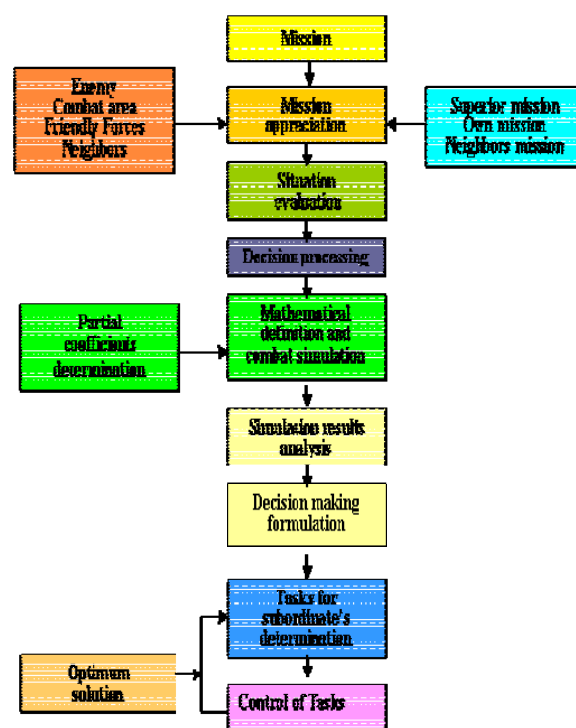 Mission
Enemy
Combat area
Friendly Forces
Neighbors
Mission
appreciation
Superior mission
Own mission
Neighbors mission
Situation
evaluation
Decision processing
Partial
coefficients
determination
Mathematical
definition and
combat simulation
Simulation results
analysis
Decision making
formulation
Tasks for
subordinate's
determination
Optimum
solution
Control of Tasks